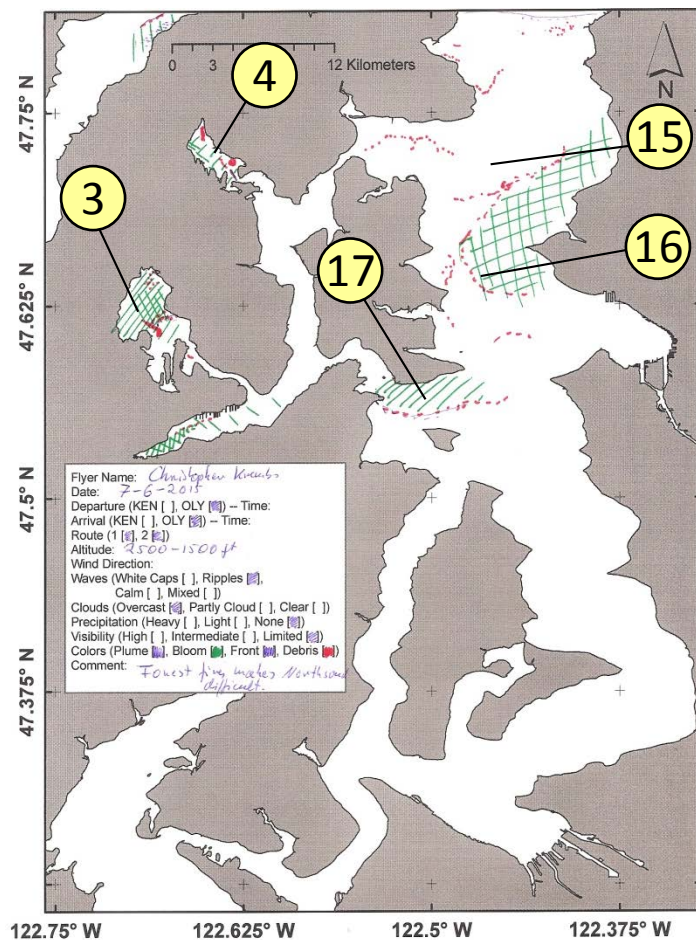 0 3 6 12 Kilometers
N
4
15
3
16
17
47.75° N
47.625° N
47.5° N
47.375° N
Flyer Name: Christopher Krembs
Date: 7-6-2015
Departure (KEN [ ], OLY [ ]) -- Time:
Arrival (KEN [ ], OLY [ ]) -- Time:
Route (1 [ ], 2 [ ])
Altitude: 2500-1500 ft
Wind Direction:
Waves (White Caps [ ], Ripples [ ],
Calm [ ], Mixed [ ])
Clouds (Overcast [ ], Partly Cloud [ ], Clear [ ])
Precipitation (Heavy [ ], Light [ ], None [ ])
Visibility (High [ ], Intermediate [ ], Limited [ ])
Colors (Plume [ ], Bloom [ ], Front [ ], Debris [ ])
Comment: Forest fires makes Northsound
difficult.
122.75° W 122.625° W 122.5° W 122.375° W